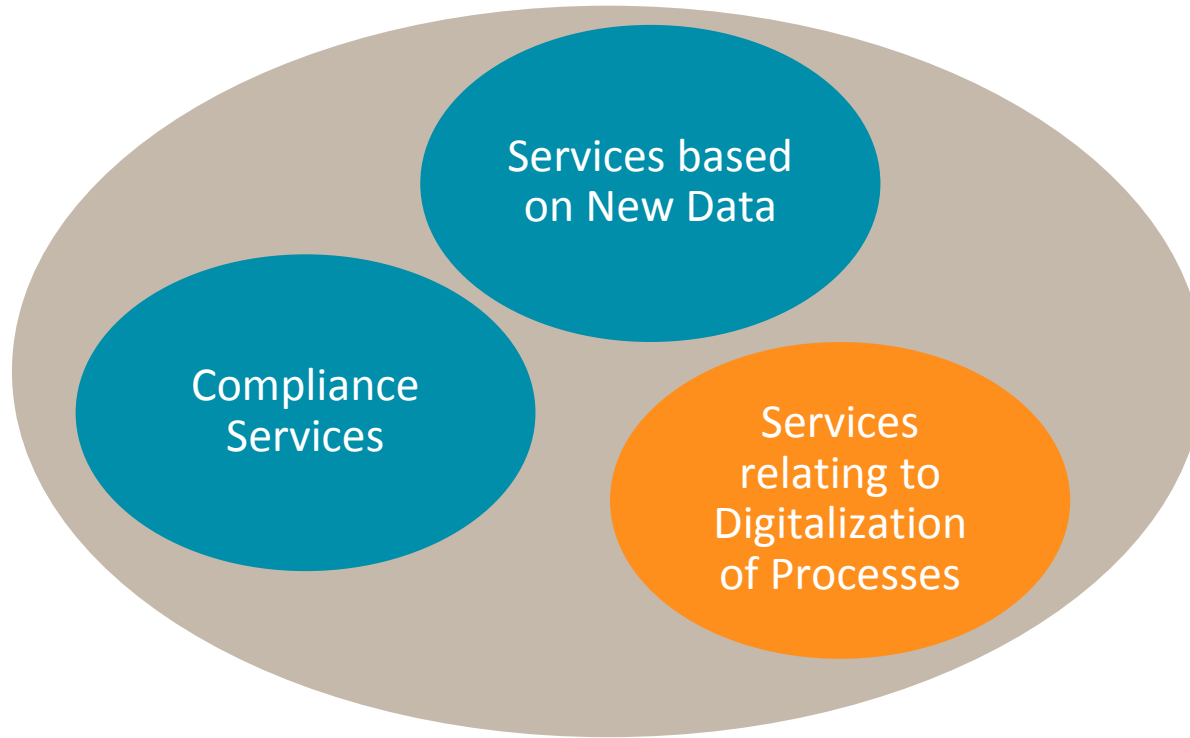 Services based
on New Data
Compliance
Services
Services
relating to
Digitalization
of Processes